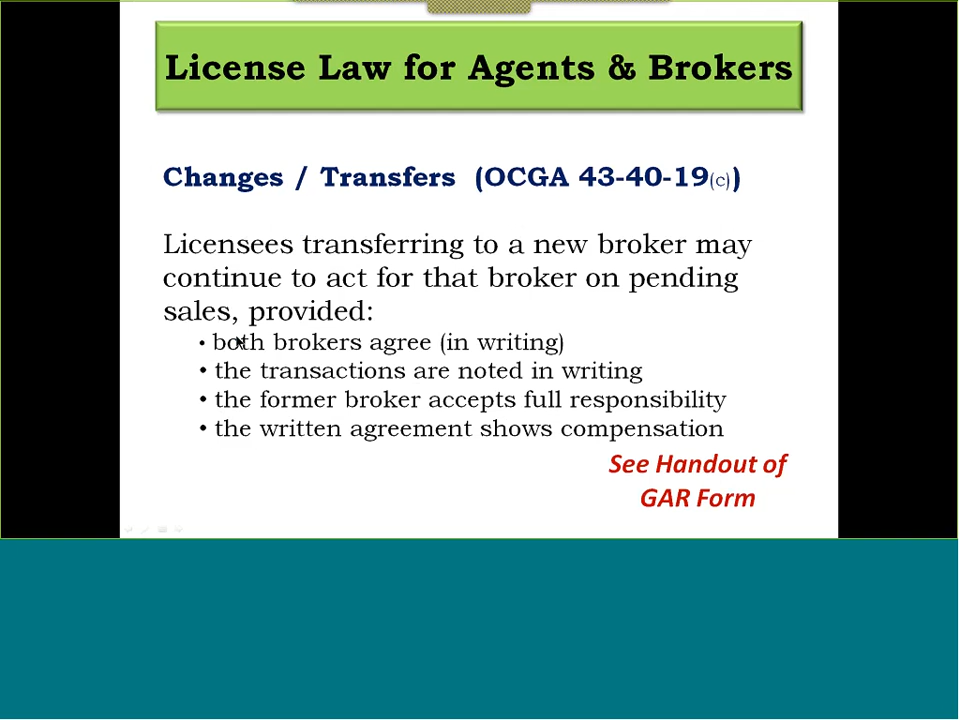 License Law for Agents & Brokers
Changes / Transfers (OCGA 43-40-19(c))
Licensees transferring to a new broker may
continue to act for that broker on pending
sales, provided:
• both brokers agree (in writing)
• the transactions are noted in writing
• the former broker accepts full responsibility
• the written agreement shows compensation
See Handout of
GAR Form